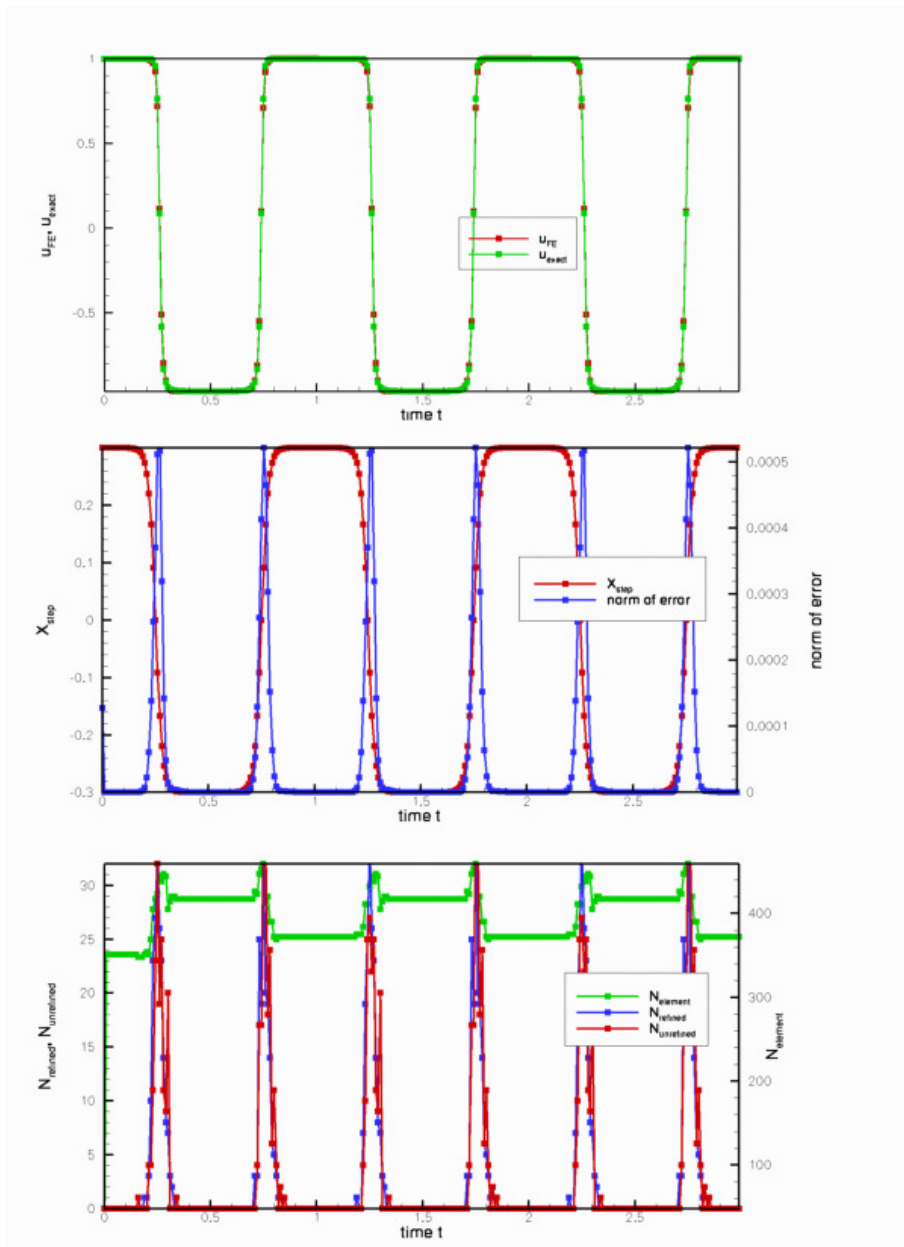 1
0.5
0
-0.5
u_FE, u_exact
u_FE
u_exact
0 0.5 1 1.5 2 2.5
time t
0.2
0.1
0
-0.1
-0.2
-0.3
X_step
X_step
norm of error
0.0005
0.0004
0.0003
0.0002
0.0001
0
norm of error
0 0.5 1 1.5 2 2.5
time t
30
25
20
15
10
5
0
N_refined, N_unrefined
N_element
N_refined
N_unrefined
400
300
200
100
N_element
0 0.5 1 1.5 2 2.5
time t